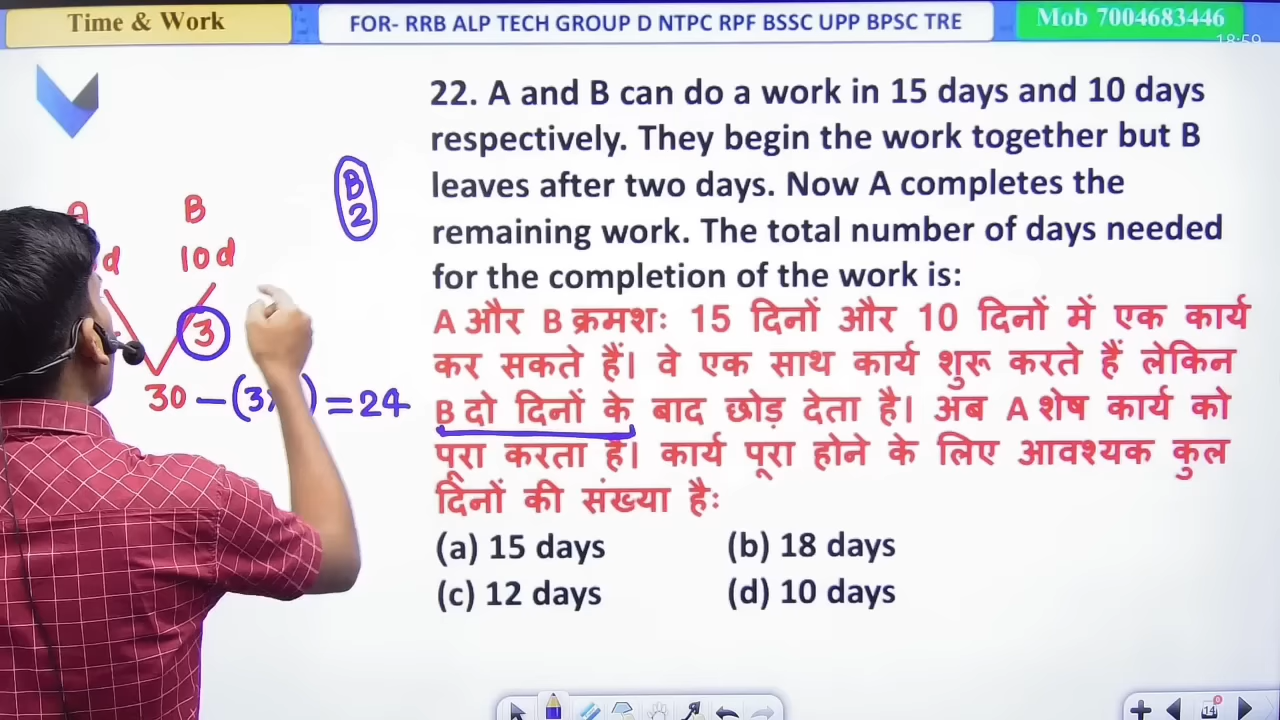 Time & Work
FOR- RRB ALP TECH GROUP D NTPC RPF BSSC UPP BPSC TRE
Mob 7004683446
18:59
22. A and B can do a work in 15 days and 10 days
respectively. They begin the work together but B
leaves after two days. Now A completes the
remaining work. The total number of days needed
for the completion of the work is:
A और B क्रमशः 15 दिनों और 10 दिनों में एक कार्य
कर सकते हैं। वे एक साथ कार्य शुरू करते हैं लेकिन
B दो दिनों के बाद छोड़ देता है। अब A शेष कार्य को
पूरा करता है। कार्य पूरा होने के लिए आवश्यक कुल
दिनों की संख्या हैः
(a) 15 days (b) 18 days
(c) 12 days (d) 10 days
B
2
B
d 10d
3
30 - (3 ) = 24
14